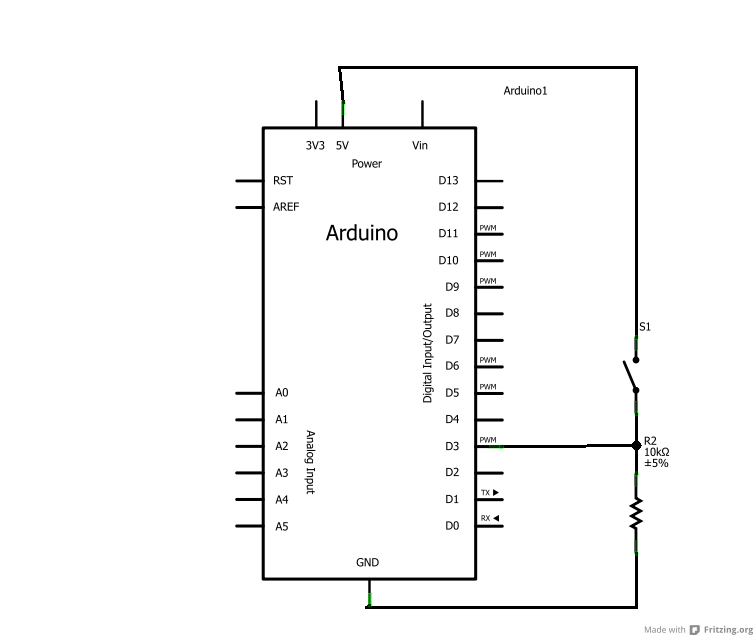 Arduino1
3V3 5V Vin
Power
RST
AREF
Arduino
D13
D12
D11 PWM
D10 PWM
D9 PWM
D8
D7
D6 PWM
D5 PWM
D4
D3 PWM
D2
D1 TX
D0 RX
Digital Input/Output
A0
A1
A2
A3
A4
A5
Analog Input
GND
S1
R2
10kΩ
±5%
Made with Fritzing.org